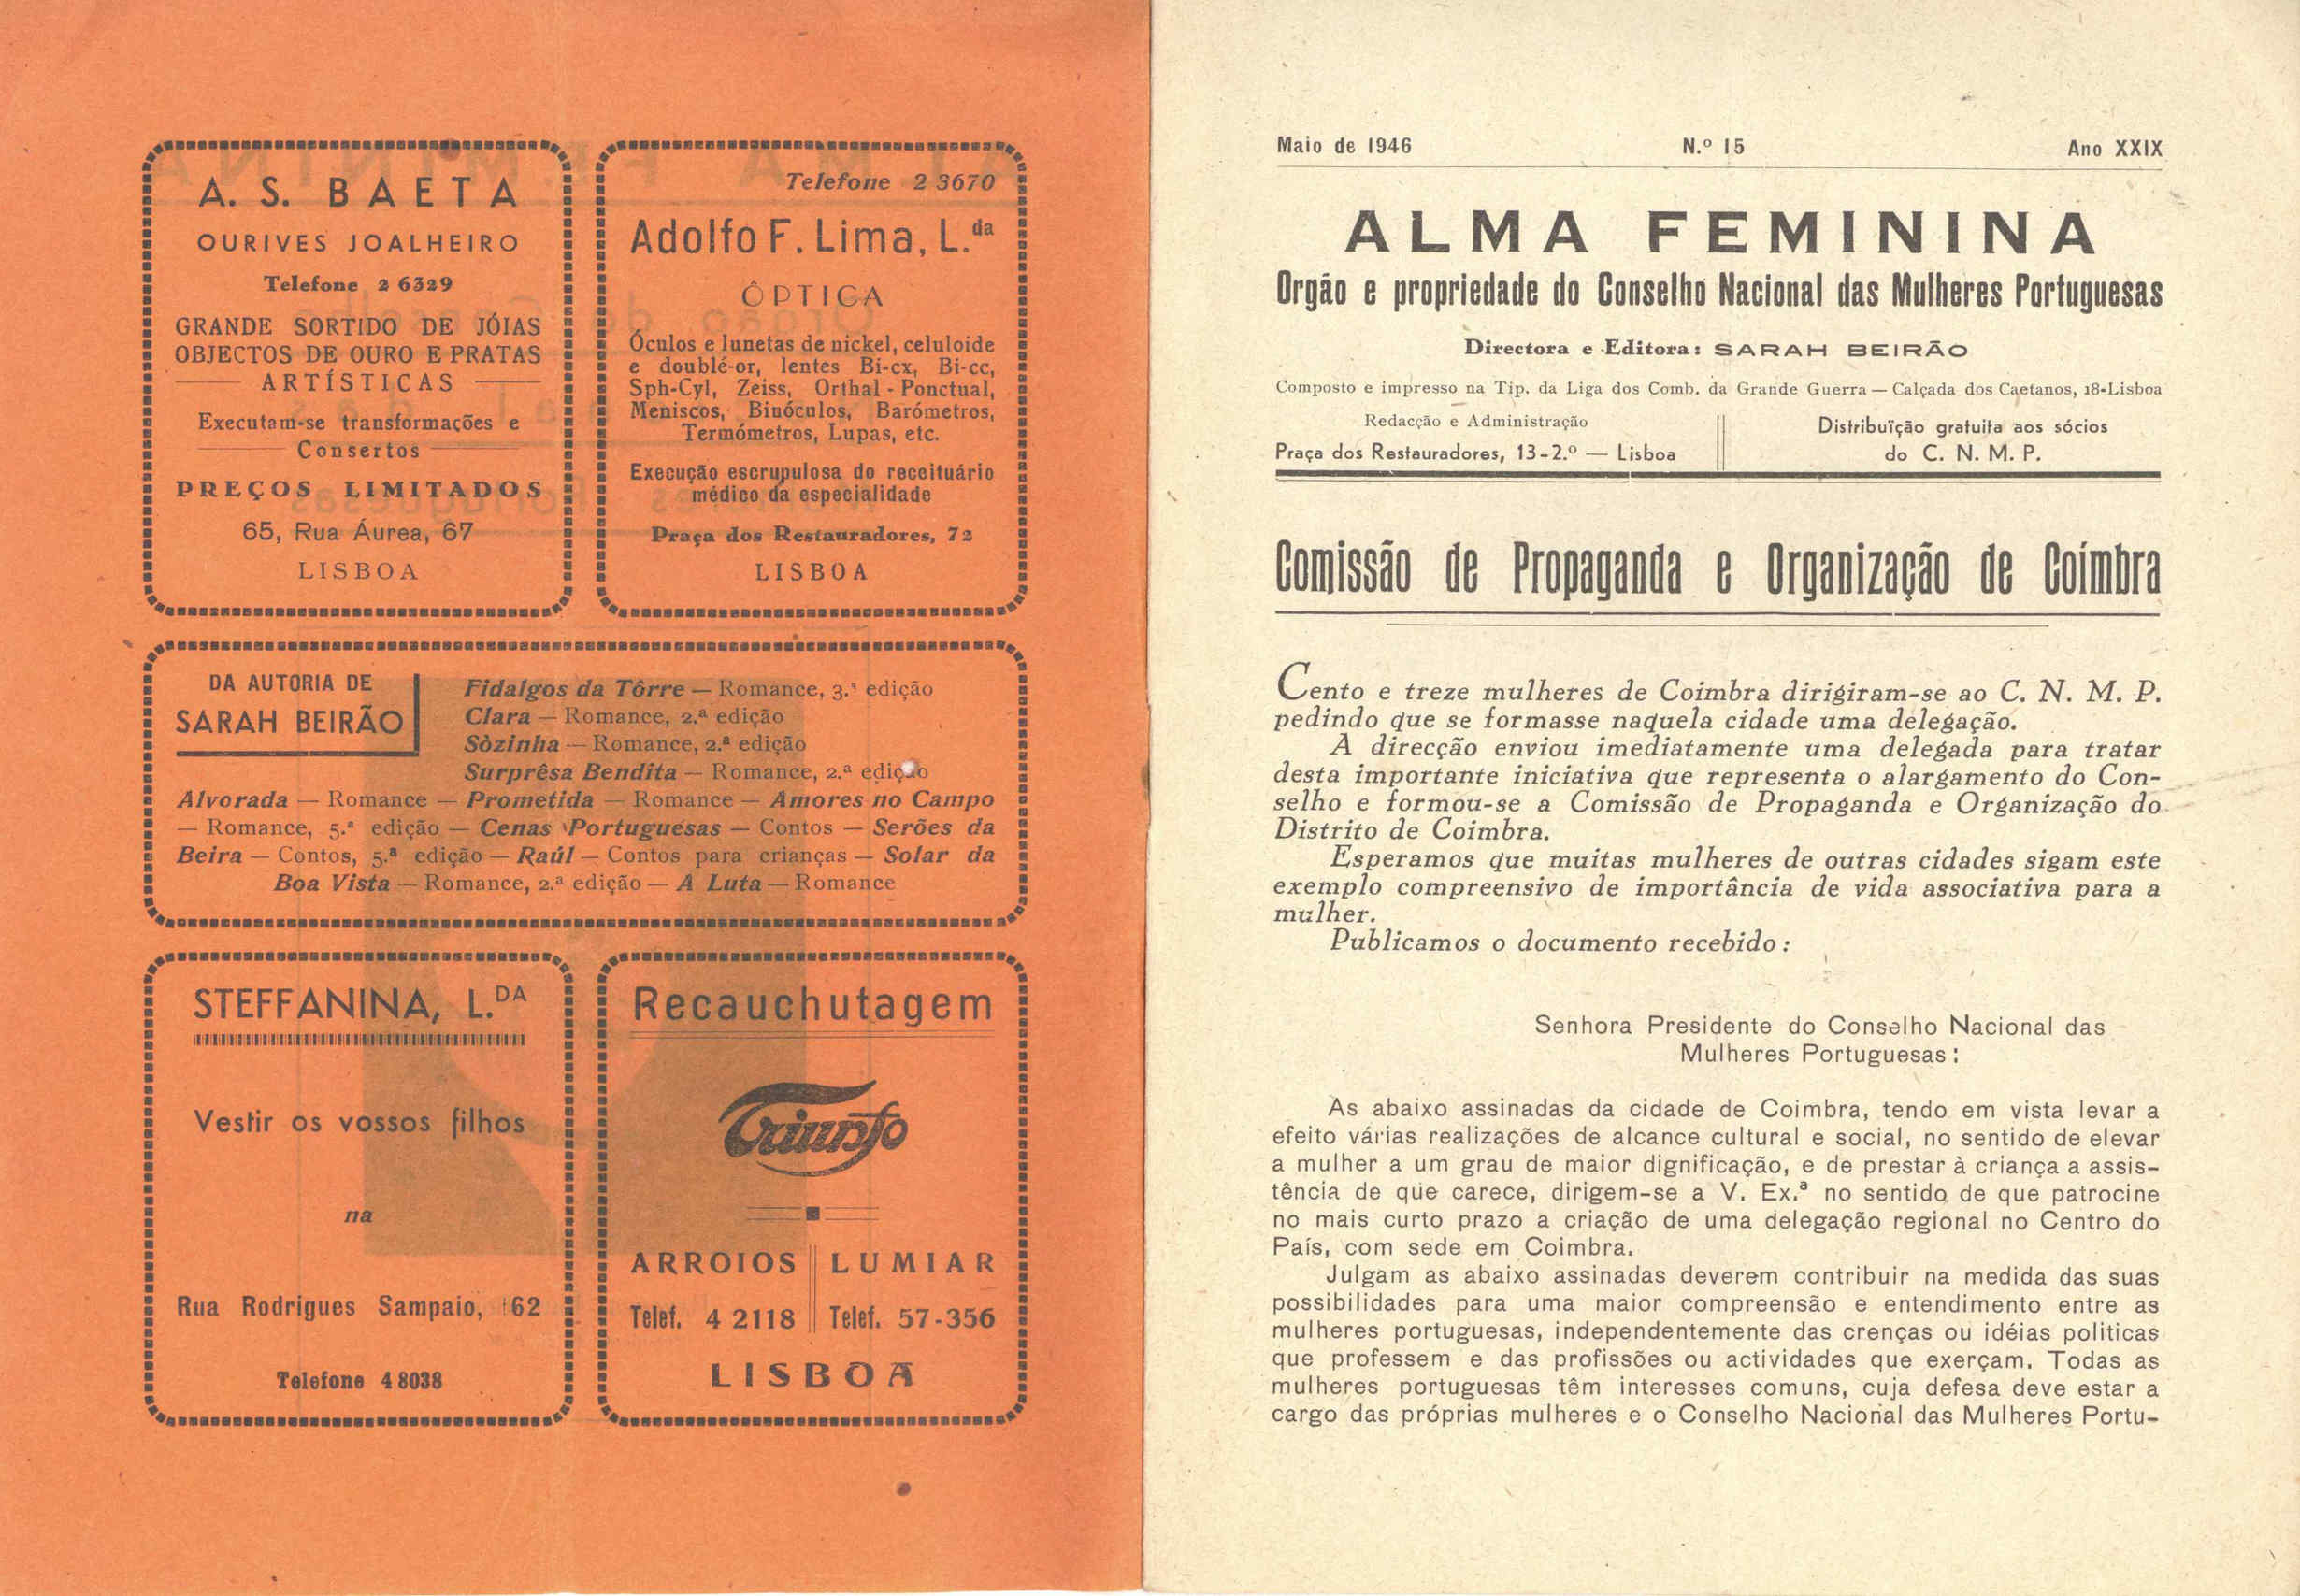 A. S. BAETA
OURIVES JOALHEIRO
Telefone 2 6329
GRANDE SORTIDO DE JÓIAS
OBJECTOS DE OURO E PRATAS
ARTÍSTICAS
Executam-se transformações e
Consertos
PREÇOS LIMITADOS
65, Rua Áurea, 67
LISBOA
Telefone 2 3670
Adolfo F. Lima, L.da
ÓPTICA
Óculos e lunetas de nickel, celuloide
e doublé-or, lentes Bi-cx, Bi-cc,
Sph-Cyl, Zeiss, Orthal - Ponctual,
Meniscos, Binóculos, Barómetros,
Termómetros, Lupas, etc.
Execução escrupulosa do receituário
médico da especialidade
Praça dos Restauradores, 72
LISBOA
DA AUTORIA DE
SARAH BEIRÃO
Fidalgos da Tôrre — Romance, 3.ª edição
Clara — Romance, 2.ª edição
Sòzinha — Romance, 2.ª edição
Surprêsa Bendita — Romance, 2.ª edição
Alvorada — Romance — Prometida — Romance — Amores no Campo
— Romance, 5.ª edição — Cenas Portuguesas — Contos — Serões da
Beira — Contos, 5.ª edição — Raúl — Contos para crianças — Solar da
Boa Vista — Romance, 2.ª edição — A Luta — Romance
STEFFANINA, L.DA
Vestir os vossos filhos
na
Rua Rodrigues Sampaio, 162
Telefone 4 8038
Recauchutagem
Triunfo
ARROIOS LUMIAR
Telef. 4 2118 Telef. 57-356
LISBOA
Maio de 1946 N.º 15 Ano XXIX
ALMA FEMININA
Orgão e propriedade do Conselho Nacional das Mulheres Portuguesas
Directora e Editora: SARAH BEIRÃO
Composto e impresso na Tip. da Liga dos Comb. da Grande Guerra — Calçada dos Caetanos, 18-Lisboa
Redacção e Administração
Praça dos Restauradores, 13-2.º — Lisboa
Distribuïção gratuita aos sócios
do C. N. M. P.
Comissão de Propaganda e Organização de Coímbra
Cento e treze mulheres de Coimbra dirigiram-se ao C. N. M. P.
pedindo que se formasse naquela cidade uma delegação.
A direcção enviou imediatamente uma delegada para tratar
desta importante iniciativa que representa o alargamento do Con-
selho e formou-se a Comissão de Propaganda e Organização do
Distrito de Coimbra.
Esperamos que muitas mulheres de outras cidades sigam este
exemplo compreensivo de importância de vida associativa para a
mulher.
Publicamos o documento recebido :
Senhora Presidente do Conselho Nacional das
Mulheres Portuguesas :
As abaixo assinadas da cidade de Coimbra, tendo em vista levar a
efeito várias realizações de alcance cultural e social, no sentido de elevar
a mulher a um grau de maior dignificação, e de prestar à criança a assis-
tência de que carece, dirigem-se a V. Ex.ª no sentido de que patrocine
no mais curto prazo a criação de uma delegação regional no Centro do
País, com sede em Coimbra.
Julgam as abaixo assinadas deverem contribuir na medida das suas
possibilidades para uma maior compreensão e entendimento entre as
mulheres portuguesas, independentemente das crenças ou idéias politicas
que professem e das profissões ou actividades que exerçam. Todas as
mulheres portuguesas têm interesses comuns, cuja defesa deve estar a
cargo das próprias mulheres e o Conselho Nacional das Mulheres Portu-